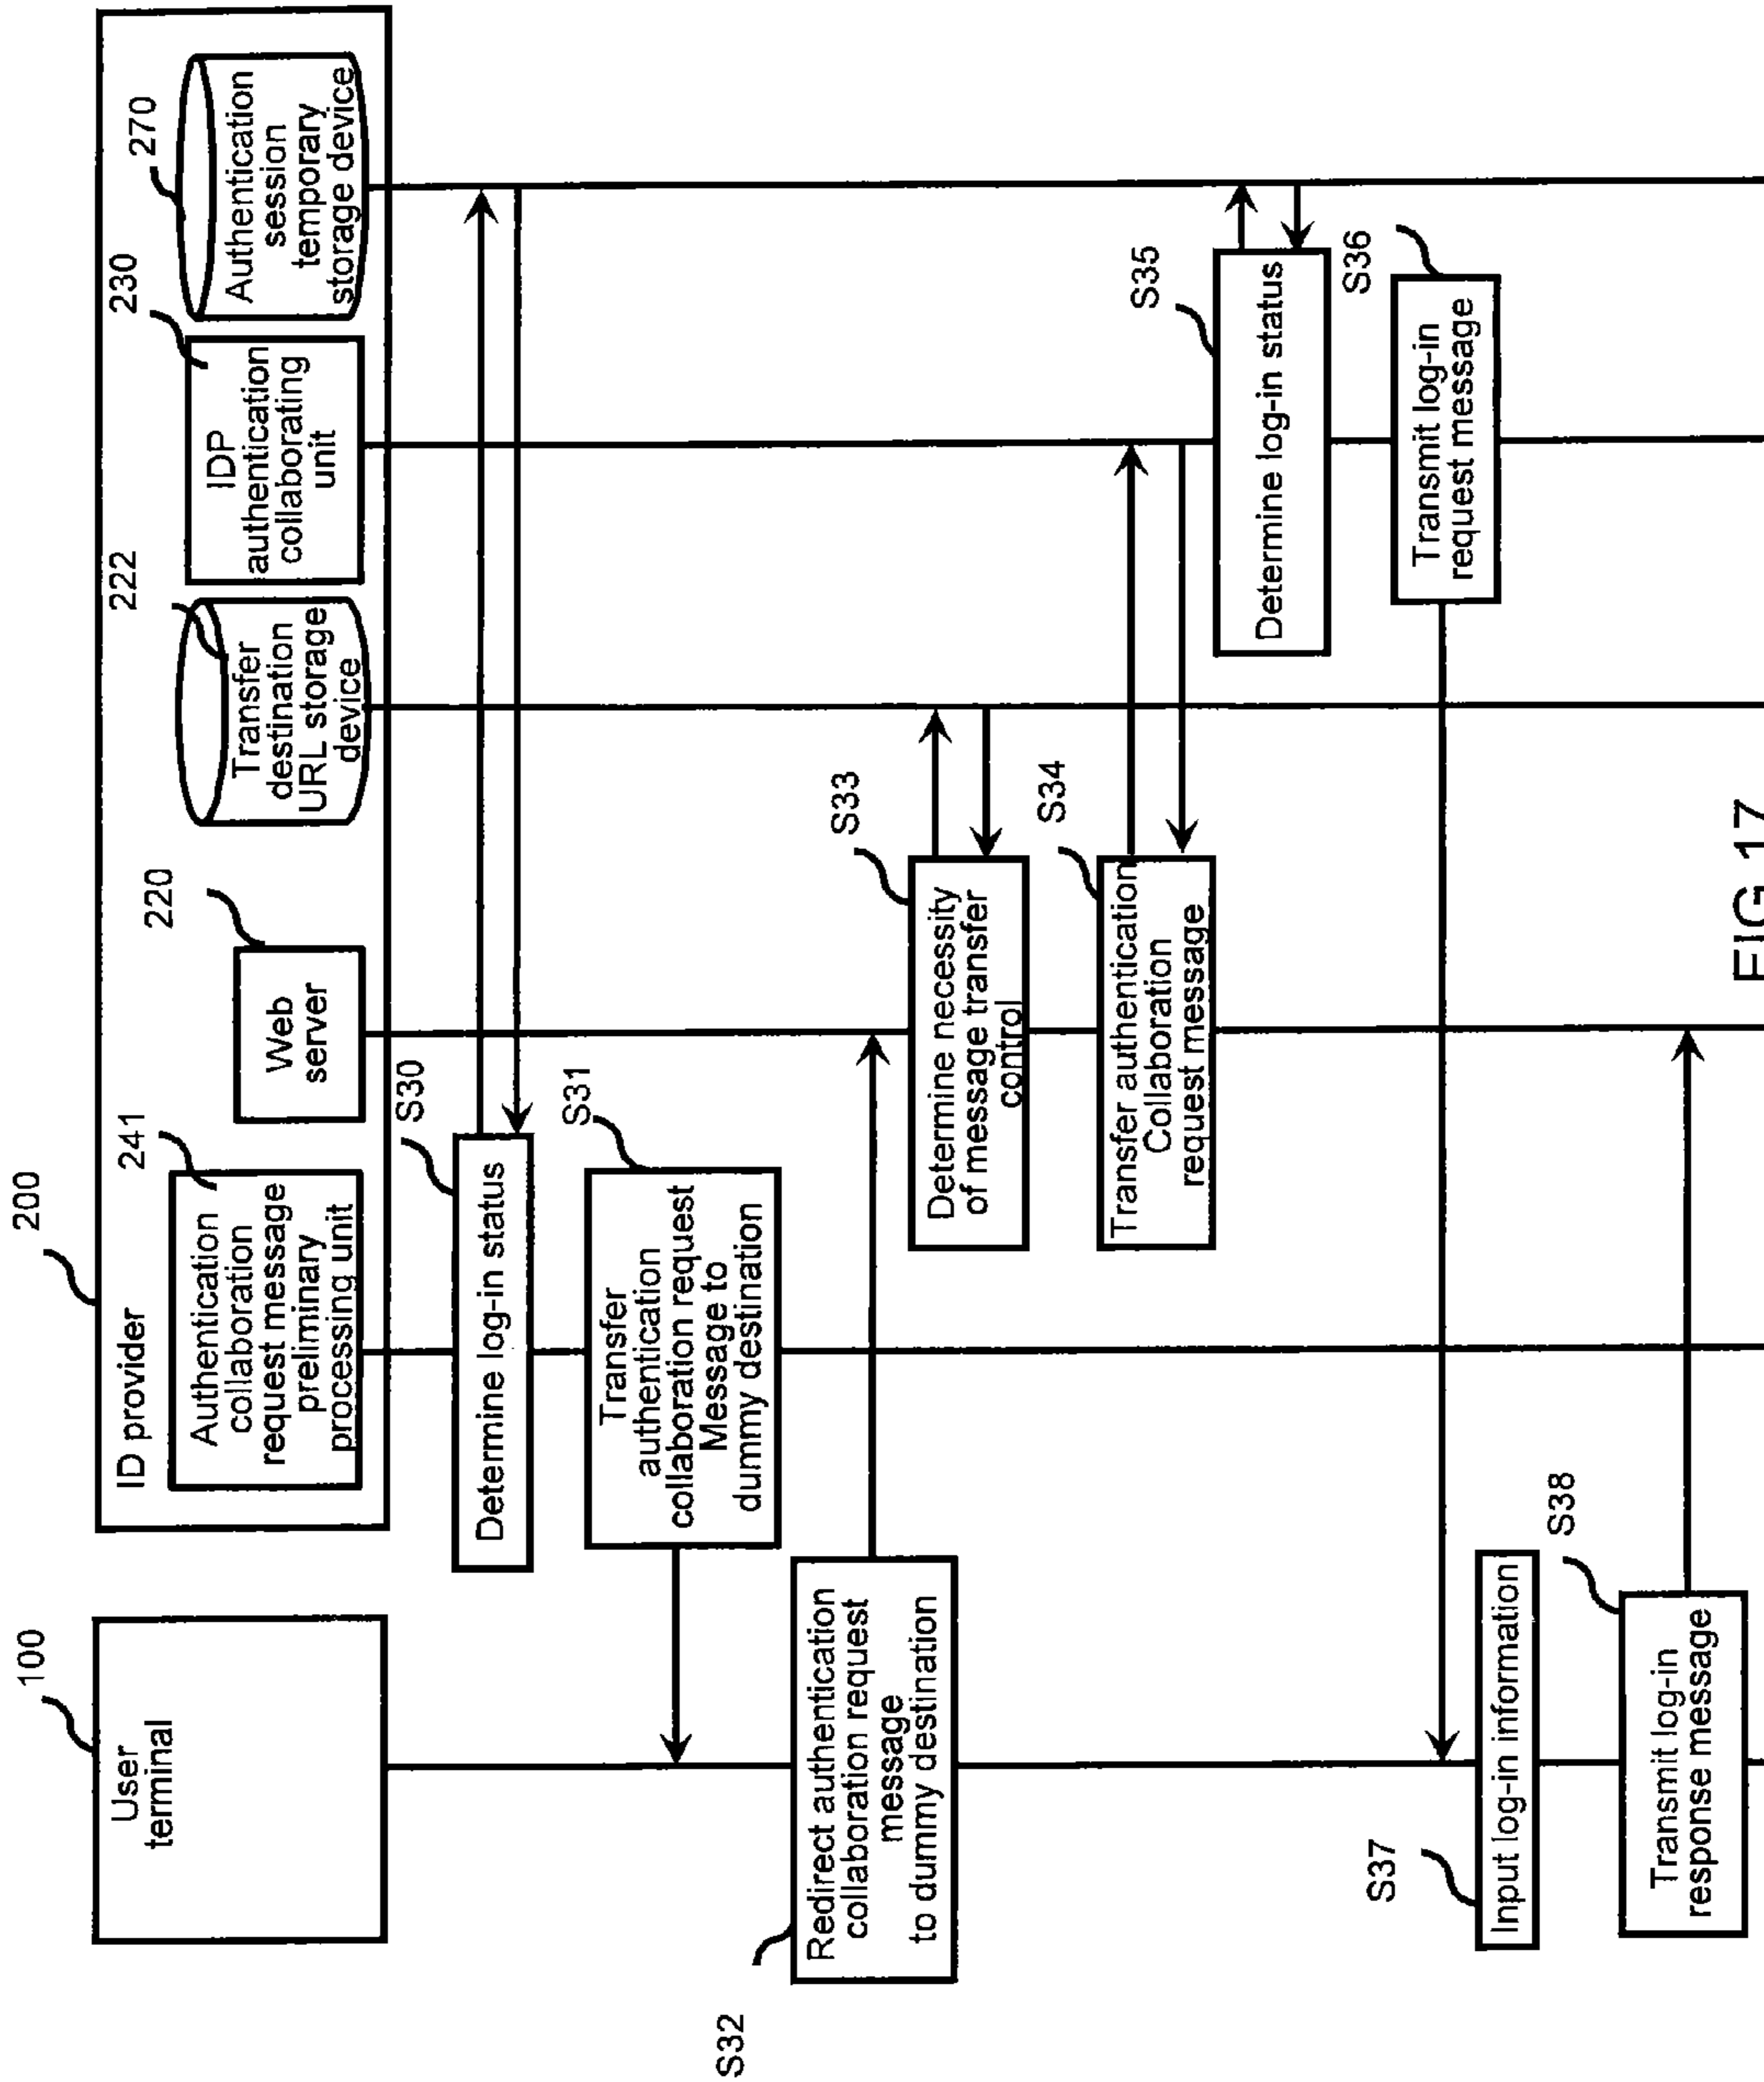 100
User
terminal
200
ID provider
241
Authentication
collaboration
request message
preliminary
processing unit
220
Web
server
222
Transfer
destination
URL storage
device
230
IDP
authentication
collaborating
unit
270
Authentication
session
temporary
storage device
S30
Determine log-in status
S31
Transfer
authentication
collaboration request
Message to
dummy destination
S32
Redirect authentication
collaboration request
message
to dummy destination
S33
Determine necessity
of message transfer
control
S34
Transfer authentication
Collaboration
request message
S35
Determine log-in status
S36
Transmit log-in
request message
S37
Input log-in information
S38
Transmit log-in
response message
FIG.17